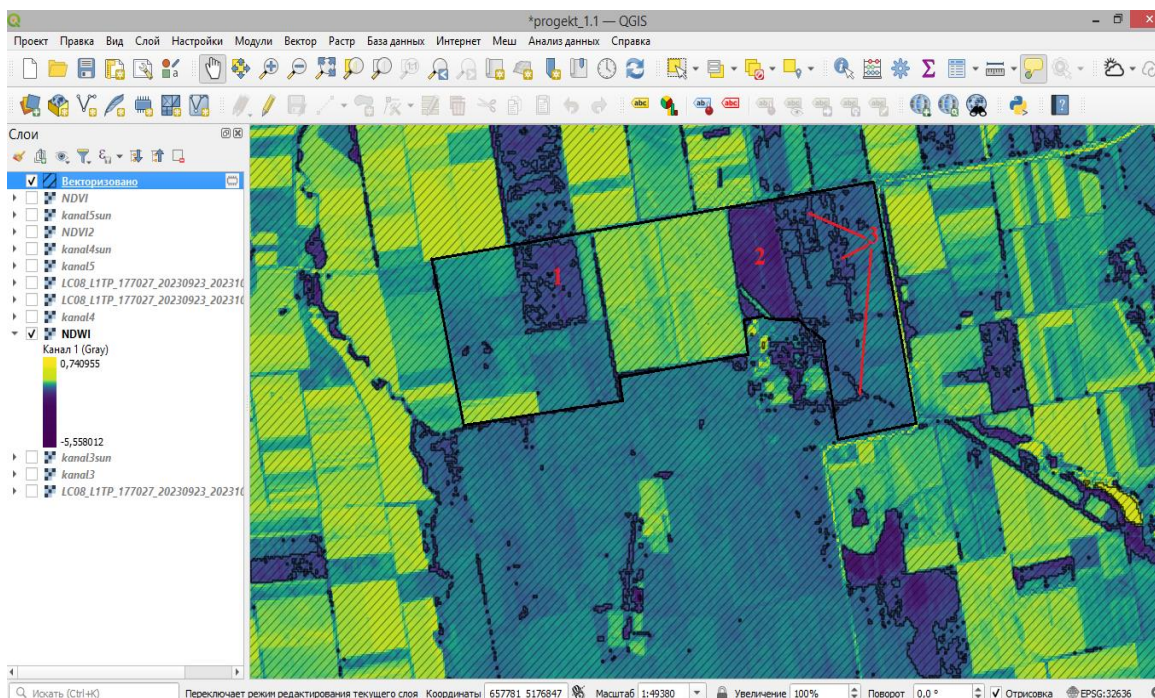 *progekt_1.1 — QGIS
Проект Правка Вид Слой Настройки Модули Вектор Растр База данных Интернет Меш Анализ данных Справка
Слои
Векторизовано
NDVI
kanal5sun
NDVI2
kanal4sun
kanal5
LC08_L1TP_177027_20230923_202310
LC08_L1TP_177027_20230923_202310
kanal4
NDWI
Канал 1 (Gray)
0,740955
-5,558012
kanal3sun
kanal3
LC08_L1TP_177027_20230923_202310
1
2
3
Искать (Ctrl+K) Переключает режим редактирования текущего слоя Координаты 657781 5176847 Масштаб 1:49380 Увеличение 100% Поворот 0,0 ° Отрисовка EPSG:32636